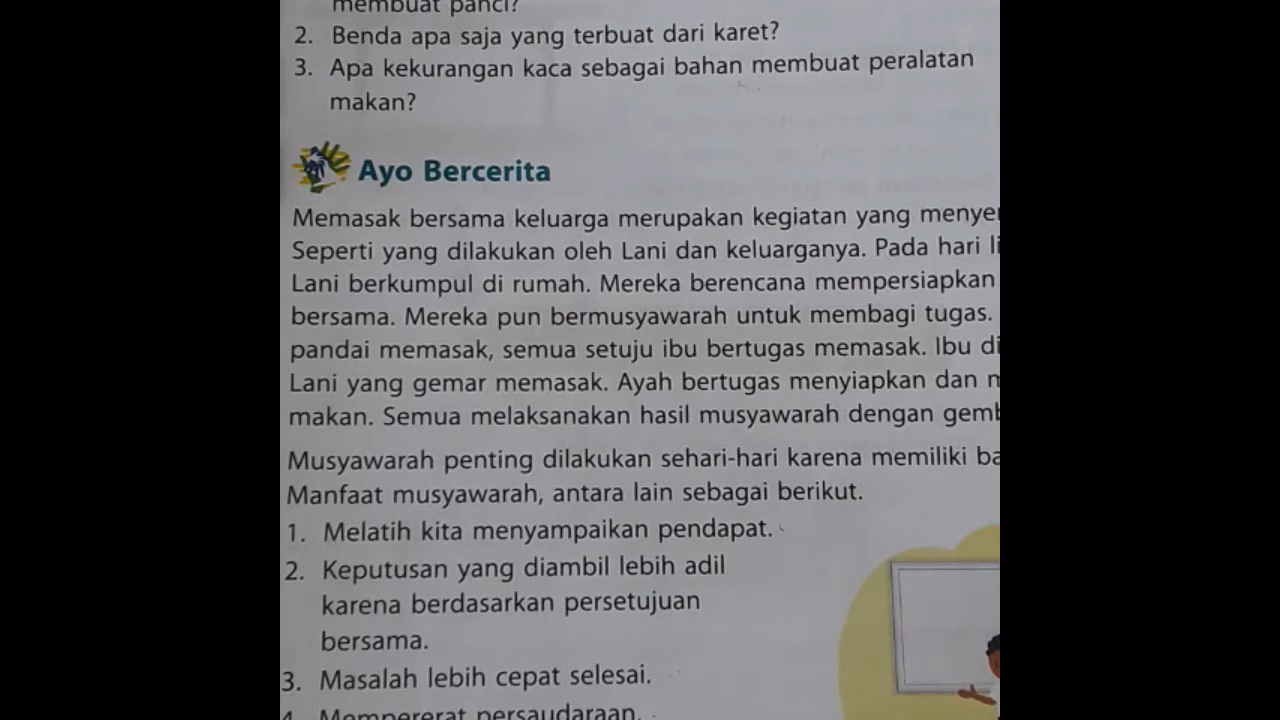 membuat panci?
2. Benda apa saja yang terbuat dari karet?
3. Apa kekurangan kaca sebagai bahan membuat peralatan
makan?
Ayo Bercerita
Memasak bersama keluarga merupakan kegiatan yang
Seperti yang dilakukan oleh Lani dan keluarganya. Pada hari
Lani berkumpul di rumah. Mereka berencana mempersiapkan
bersama. Mereka pun bermusyawarah untuk membagi tugas.
pandai memasak, semua setuju ibu bertugas memasak. Ibu
Lani yang gemar memasak. Ayah bertugas menyiapkan dan
makan. Semua melaksanakan hasil musyawarah dengan
Musyawarah penting dilakukan sehari-hari karena memiliki
Manfaat musyawarah, antara lain sebagai berikut.
1. Melatih kita menyampaikan pendapat.
2. Keputusan yang diambil lebih adil
karena berdasarkan persetujuan
bersama.
3. Masalah lebih cepat selesai.
4. Mempererat persaudaraan.